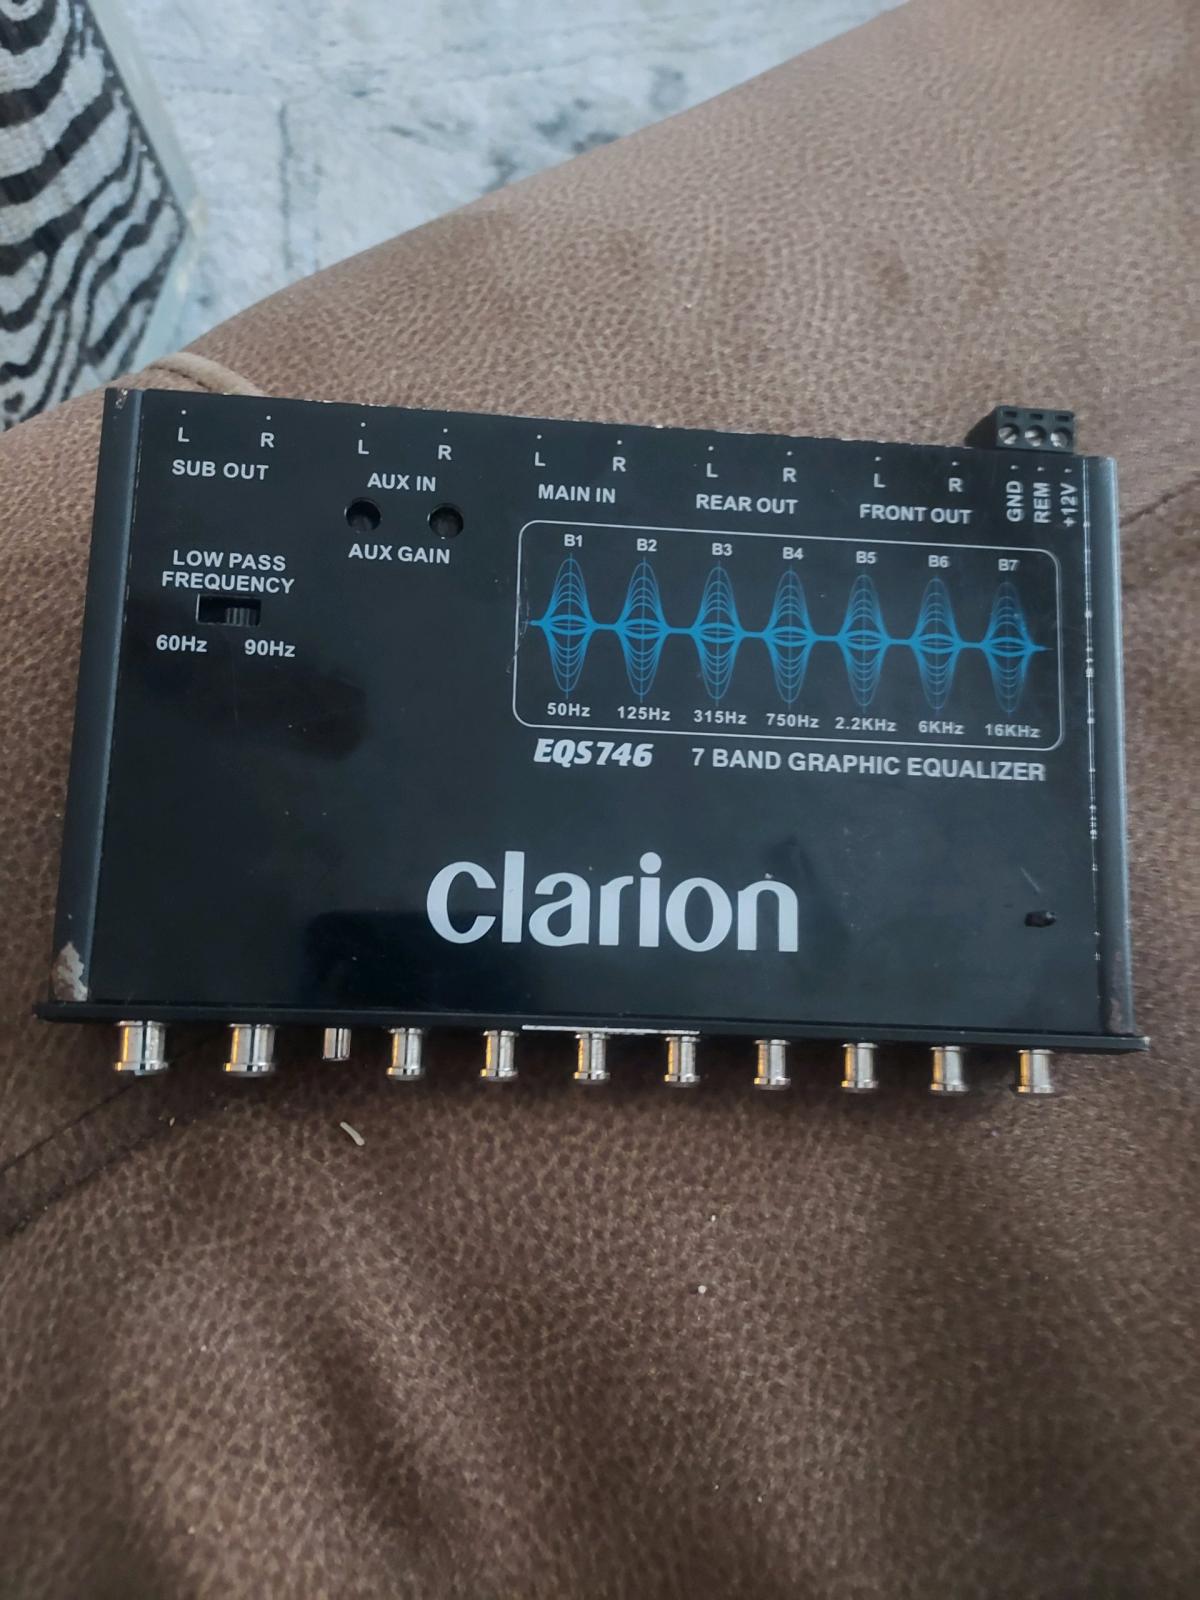 L R L R L R L R L R
SUB OUT AUX IN MAIN IN REAR OUT FRONT OUT GND REM +12V
AUX GAIN
LOW PASS
FREQUENCY
60Hz 90Hz
B1 B2 B3 B4 B5 B6 B7
50Hz 125Hz 315Hz 750Hz 2.2KHz 6KHz 16KHz
EQS746 7 BAND GRAPHIC EQUALIZER
clarion